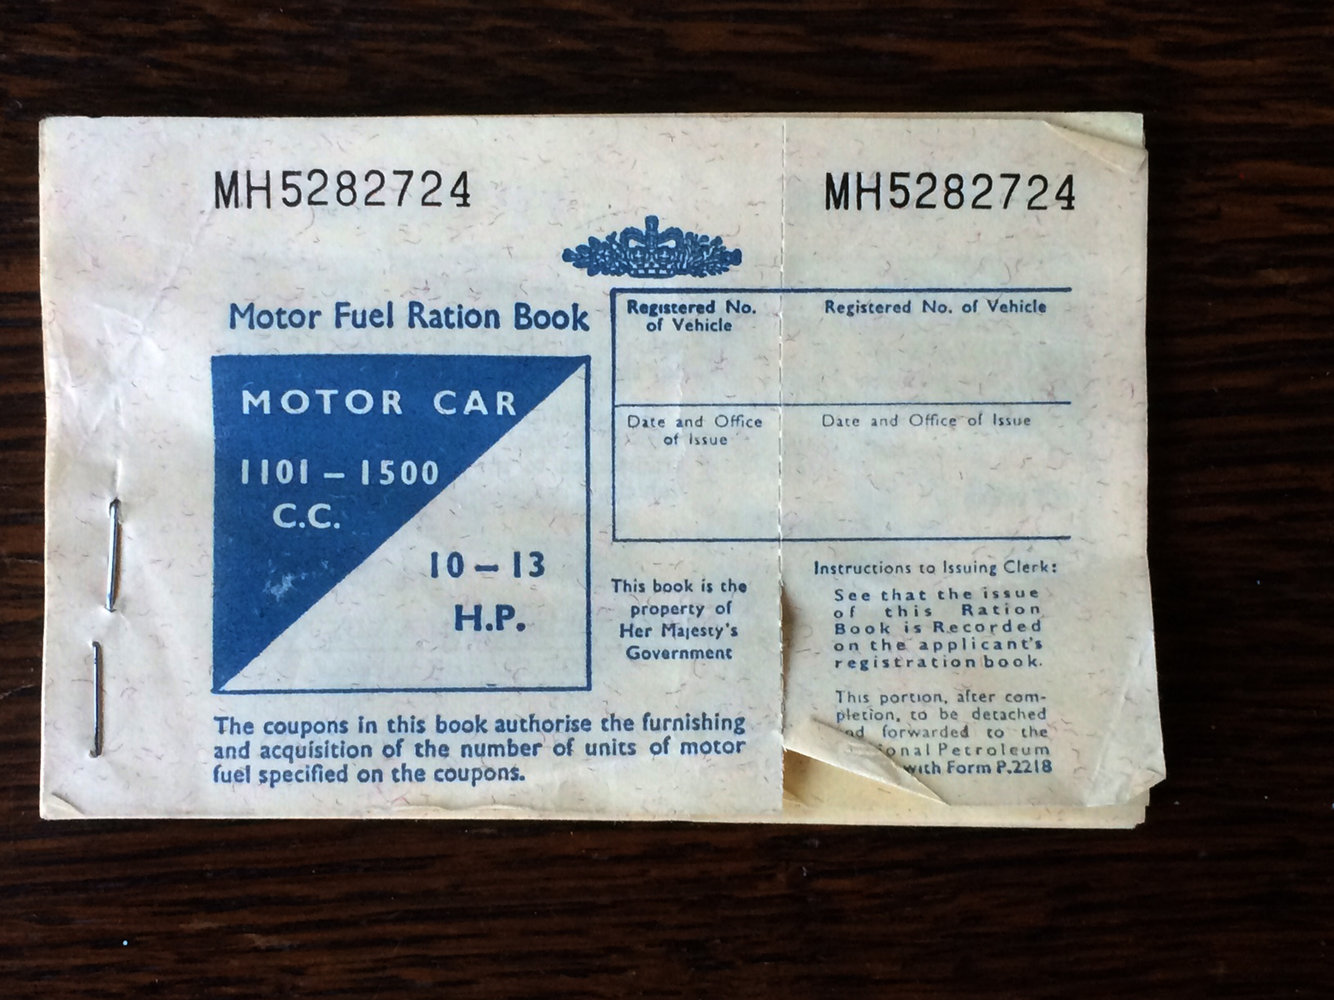 MH5282724
MH5282724
Motor Fuel Ration Book
MOTOR CAR
1101 – 1500
C.C.
10 – 13
H.P.
Registered No.
of Vehicle
Registered No. of Vehicle
Date and Office
of Issue
Date and Office of Issue
This book is the
property of
Her Majesty's
Government
The coupons in this book authorise the furnishing
and acquisition of the number of units of motor
fuel specified on the coupons.
Instructions to Issuing Clerk:
See that the issue
of this Ration
Book is Recorded
on the applicant's
registration book.
This portion, after com-
pletion, to be detached
forwarded to the
Petroleum
with Form P.2218